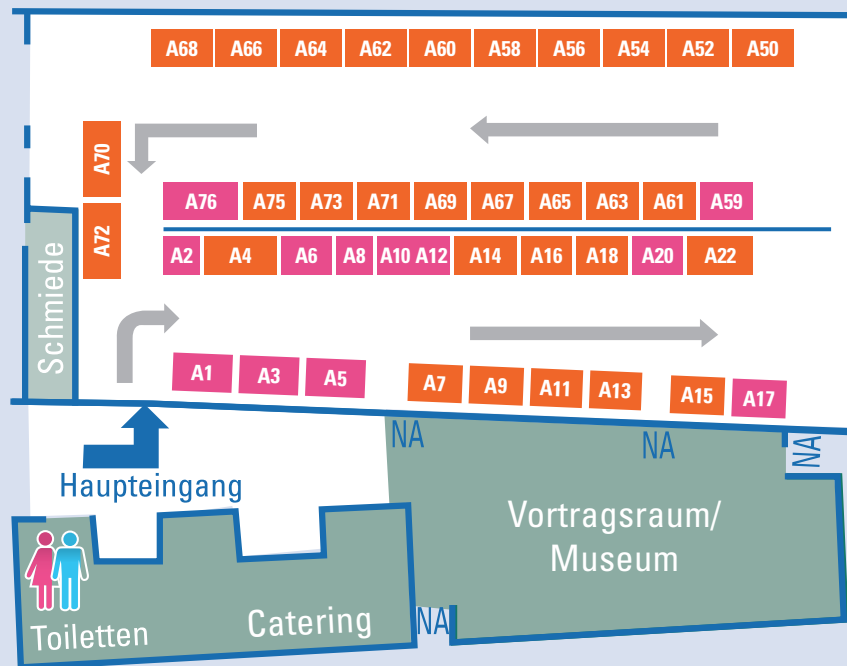 A68 A66 A64 A62 A60 A58 A56 A54 A52 A50
A70
A72
A76 A75 A73 A71 A69 A67 A65 A63 A61 A59
A2 A4 A6 A8 A10 A12 A14 A16 A18 A20 A22
Schmiede
A1 A3 A5 A7 A9 A11 A13 A15 A17
NA
NA
NA
Haupteingang
Vortragsraum/
Museum
Toiletten
Catering
NA